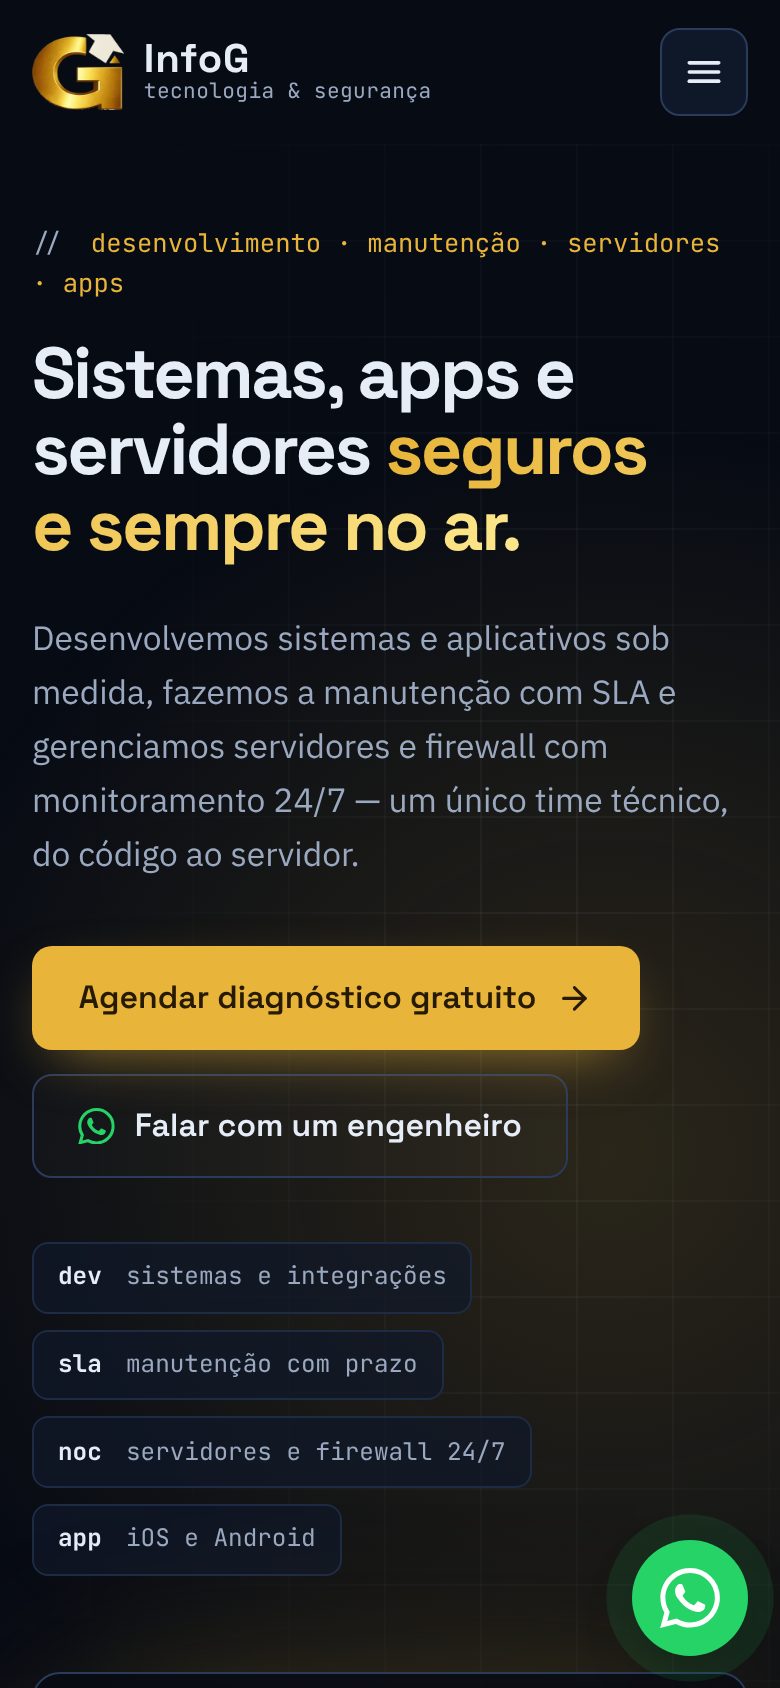 InfoG
tecnologia & segurança
// desenvolvimento · manutenção · servidores
· apps
Sistemas, apps e
servidores seguros
e sempre no ar.
Desenvolvemos sistemas e aplicativos sob
medida, fazemos a manutenção com SLA e
gerenciamos servidores e firewall com
monitoramento 24/7 — um único time técnico,
do código ao servidor.
Agendar diagnóstico gratuito →
Falar com um engenheiro
dev sistemas e integrações
sla manutenção com prazo
noc servidores e firewall 24/7
app iOS e Android